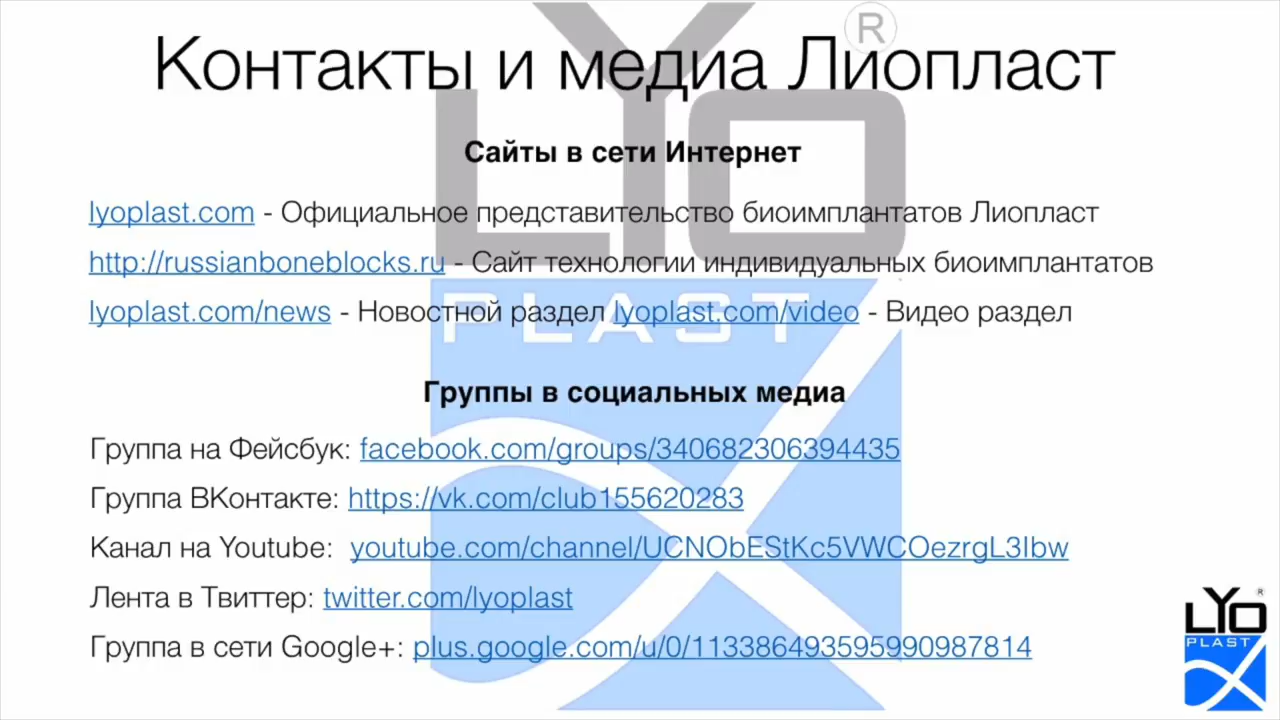 Контакты и медиа Лиопласт
Сайты в сети Интернет
lyoplast.com - Официальное представительство биоимплантатов Лиопласт
http://russianboneblocks.ru - Сайт технологии индивидуальных биоимплантатов
lyoplast.com/news - Новостной раздел lyoplast.com/video - Видео раздел
Группы в социальных медиа
Группа на Фейсбук: facebook.com/groups/340682306394435
Группа ВКонтакте: https://vk.com/club155620283
Канал на Youtube: youtube.com/channel/UCNObEStKc5VWCOezrgL3Ibw
Лента в Твиттер: twitter.com/lyoplast
Группа в сети Google+: plus.google.com/u/0/113386493595990987814
LYO ®
PLAST
LYO ®
PLAST